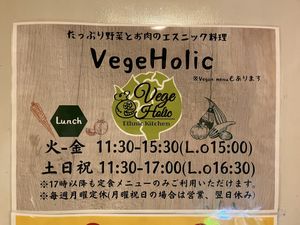 たっぷり野菜とお肉のエスニック料理
VegeHolic
※Vegan menuもあります
Lunch
Vege
Holic
Ethnic Kitchen
火-金 11:30-15:30(L.o15:00)
土日祝 11:30-17:00(L.o16:30)
※17時以降も定食メニューのみご利用いただけます。
※毎週月曜定休(月曜祝日の場合は営業、翌日休み)